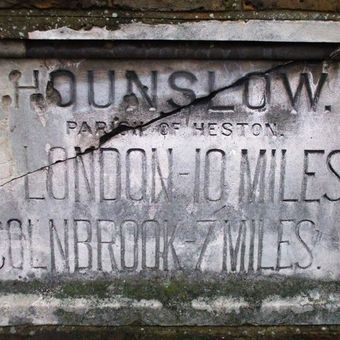 HOUNSLOW.
PARISH OF HESTON.
LONDON-10 MILES
COLNBROOK-7 MILES.